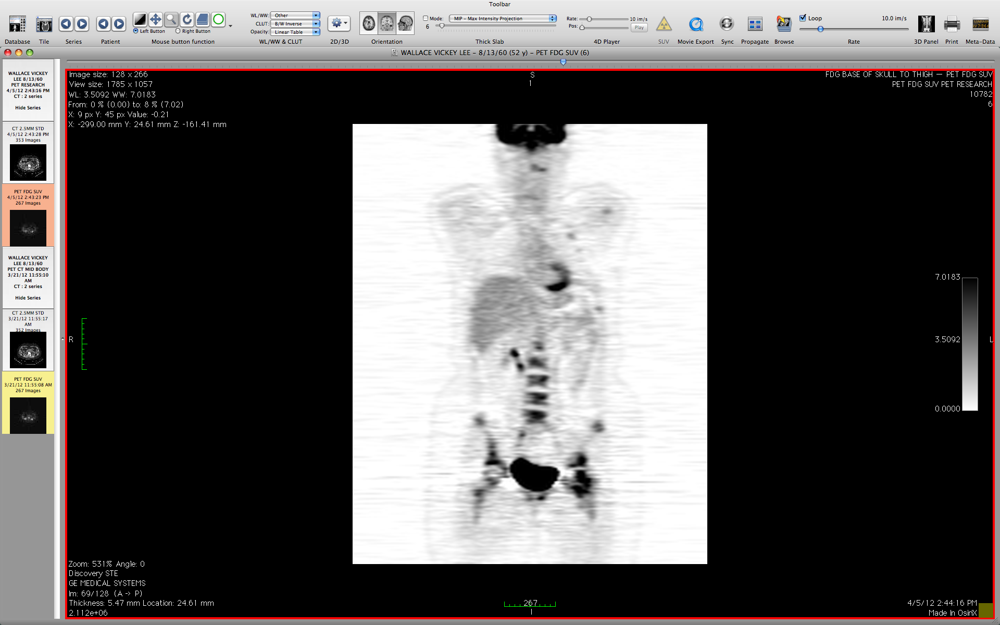 Toolbar
WL/WW: Other
CLUT: B/W Inverse
Opacity: Linear Table
Mode: MIP – Max Intensity Projection
6
Rate: 10 im/s
Pos: Play
Loop 10.0 im/s
Left Button Right Button
Database Tile Series Patient Mouse button function WL/WW & CLUT 2D/3D Orientation Thick Slab 4D Player SUV Movie Export Sync Propagate Browse Rate 3D Panel Print Meta-Data
WALLACE VICKEY LEE – 8/13/60 (52 y) – PET FDG SUV (6)
WALLACE VICKEY
LEE 8/13/60
PET RESEARCH
4/5/12 2:43:16 PM
CT : 2 series
Hide Series
CT 2.5MM STD
4/5/12 2:43:28 PM
353 Images
PET FDG SUV
4/5/12 2:43:23 PM
267 Images
WALLACE VICKEY
LEE 8/13/60
PET CT MID BODY
3/21/12 11:55:10
AM
CT : 2 series
Hide Series
CT 2.5MM STD
3/21/12 11:55:17
AM
352 Images
PET FDG SUV
3/21/12 11:55:08 AM
267 Images
Image size: 128 x 266
View size: 1785 x 1057
WL: 3.5092 WW: 7.0183
From: 0 % (0.00) to: 8 % (7.02)
X: 9 px Y: 45 px Value: -0.21
X: -299.00 mm Y: 24.61 mm Z: -161.41 mm
S
1
FDG BASE OF SKULL TO THIGH — PET FDG SUV
PET FDG SUV PET RESEARCH
10782
6
7.0183
R
3.5092
L
0.0000
Zoom: 531% Angle: 0
Discovery STE
GE MEDICAL SYSTEMS
Im: 69/128 (A -> P)
Thickness: 5.47 mm Location: 24.61 mm
2.112e+06
267
I
4/5/12 2:44:16 PM
Made In OsiriX